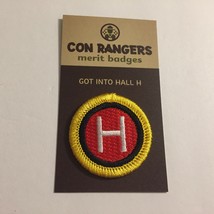 CON RANGERS
merit badges
GOT INTO HALL H
H